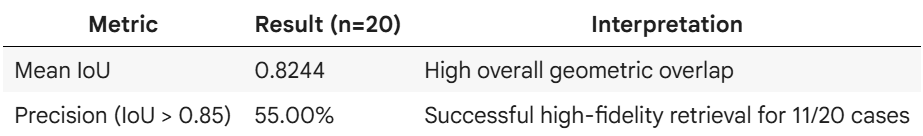 Metric Result (n=20) Interpretation
Mean IoU 0.8244 High overall geometric overlap
Precision (IoU > 0.85) 55.00% Successful high-fidelity retrieval for 11/20 cases